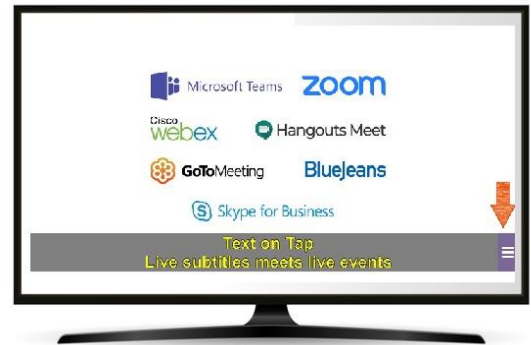 Microsoft Teams
zoom
Cisco
webex
Hangouts Meet
GoToMeeting
BlueJeans
Skype for Business
Text on Tap
Live subtitles meets live events